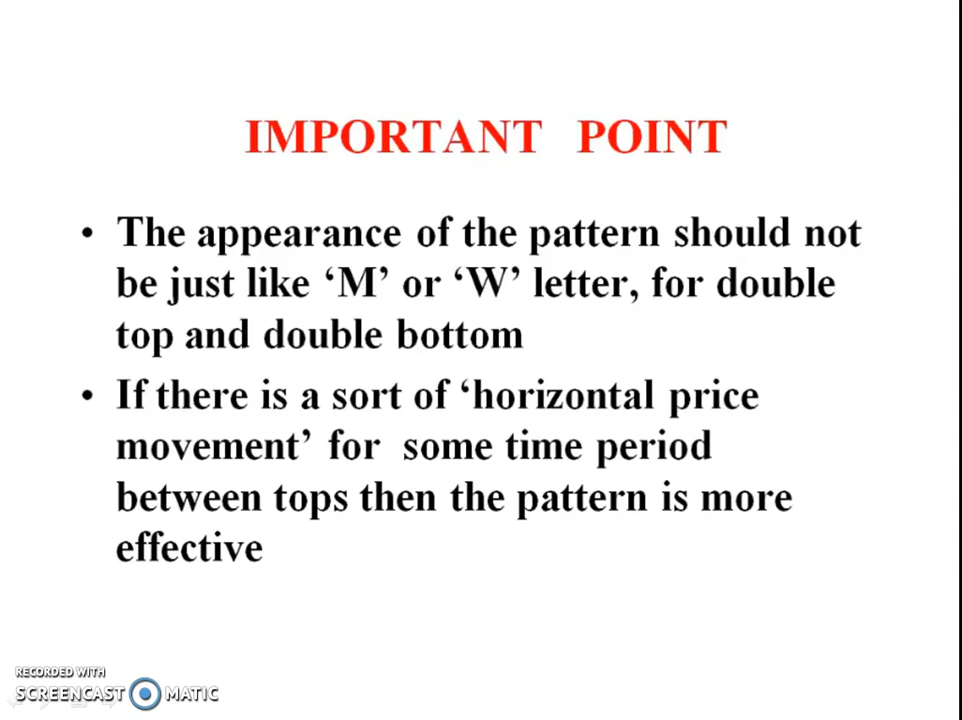 IMPORTANT POINT
• The appearance of the pattern should not
be just like ‘M’ or ‘W’ letter, for double
top and double bottom
• If there is a sort of ‘horizontal price
movement’ for some time period
between tops then the pattern is more
effective
RECORDED WITH
SCREENCAST MATIC